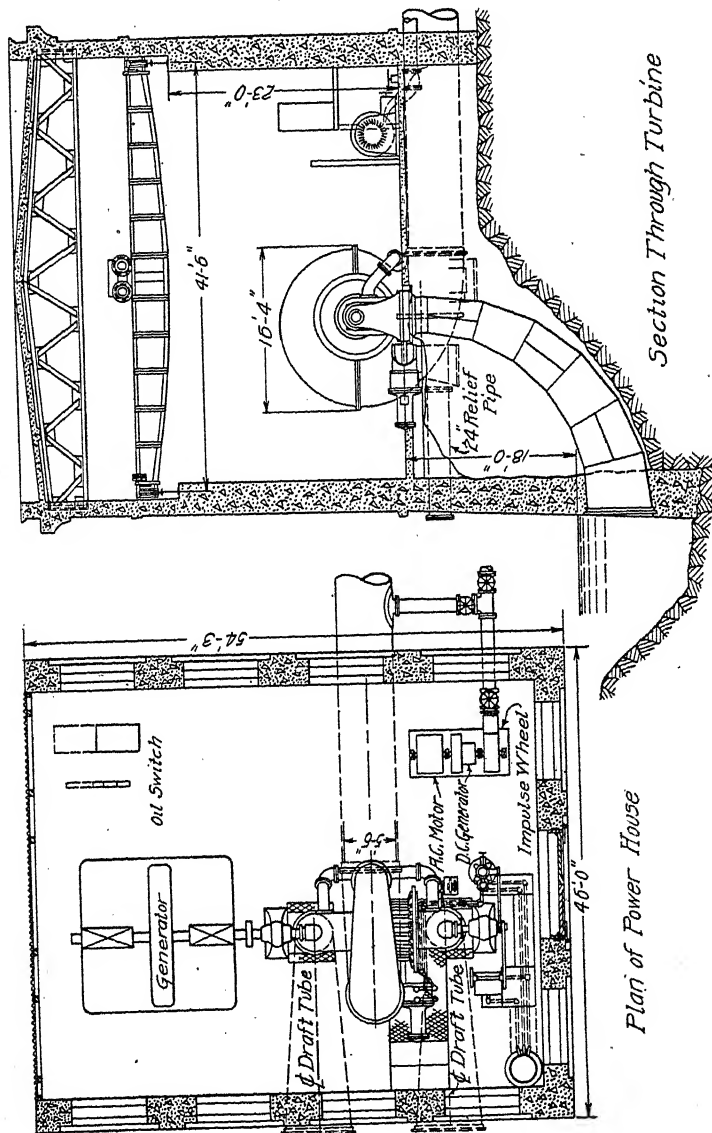 23'-0"
41'-6"
16'-4"
24" Relief
Pipe
18'-0"
Section Through Turbine
54'-3"
Oil Switch
Generator
5'-6"
A.C. Motor
D.C. Generator
Impulse Wheel
℄ Draft Tube
℄ Draft Tube
46'-0"
Plan of Power House